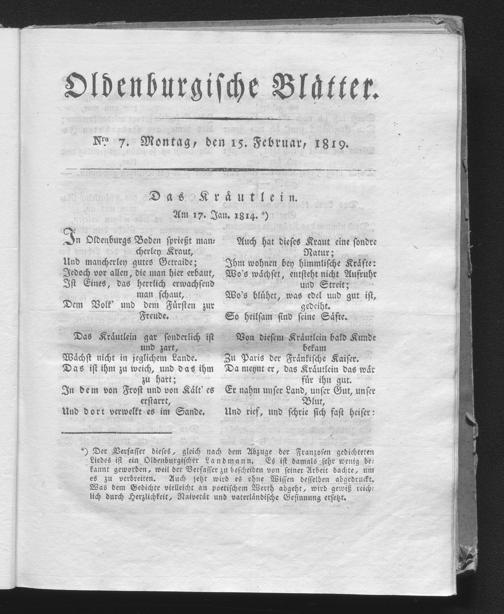 Oldenburgische Blätter.
Nro 7. Montag, den 15. Februar, 1819.
Das Kräutlein.
Am 17. Jan. 1814. *)
In Oldenburgs Boden sprießt man-
cherley Kraut,
Und mancherley gutes Getraide;
Jedoch vor allen, die man hier erbaut,
Ist Eines, das herrlich erwachsend
man schaut,
Dem Volk' und dem Fürsten zur
Freude.
Das Kräutlein gar sonderlich ist
und zart,
Wächst nicht in jeglichem Lande.
Das ist ihm zu weich, und das ihm
zu hart;
In dem von Frost und von Kält' es
erstarrt,
Und dort verwelkt es im Sande.
Auch hat dieses Kraut eine sondre
Natur;
Ihm wohnen bey himmlische Kräfte:
Wo's wächset, entsteht nicht Aufruhr
und Streit;
Wo's blühet, was edel und gut ist,
gedeiht.
So heilsam sind seine Säfte.
Von diesem Kräutlein bald Kunde
bekam
Zu Paris der Fränkische Kaiser.
Da meynt er, das Kräutlein das wär
für ihn gut.
Er nahm unser Land, unser Gut, unser
Blut,
Und rief, und schrie sich fast heiser:
*) Der Verfasser dieses, gleich nach dem Abzuge der Franzosen gedichteten
Liedes ist ein Oldenburgischer Landmann. Es ist damals sehr wenig be-
kannt geworden, weil der Verfasser zu bescheiden von seiner Arbeit dachte, um
es zu verbreiten. Auch jetzt wird es ohne Wissen desselben abgedruckt.
Was dem Gedichte vielleicht an poetischem Werth abgeht, wird gewiß reich-
lich durch Herzlichkeit, Naivetät und vaterländische Gesinnung ersetzt.